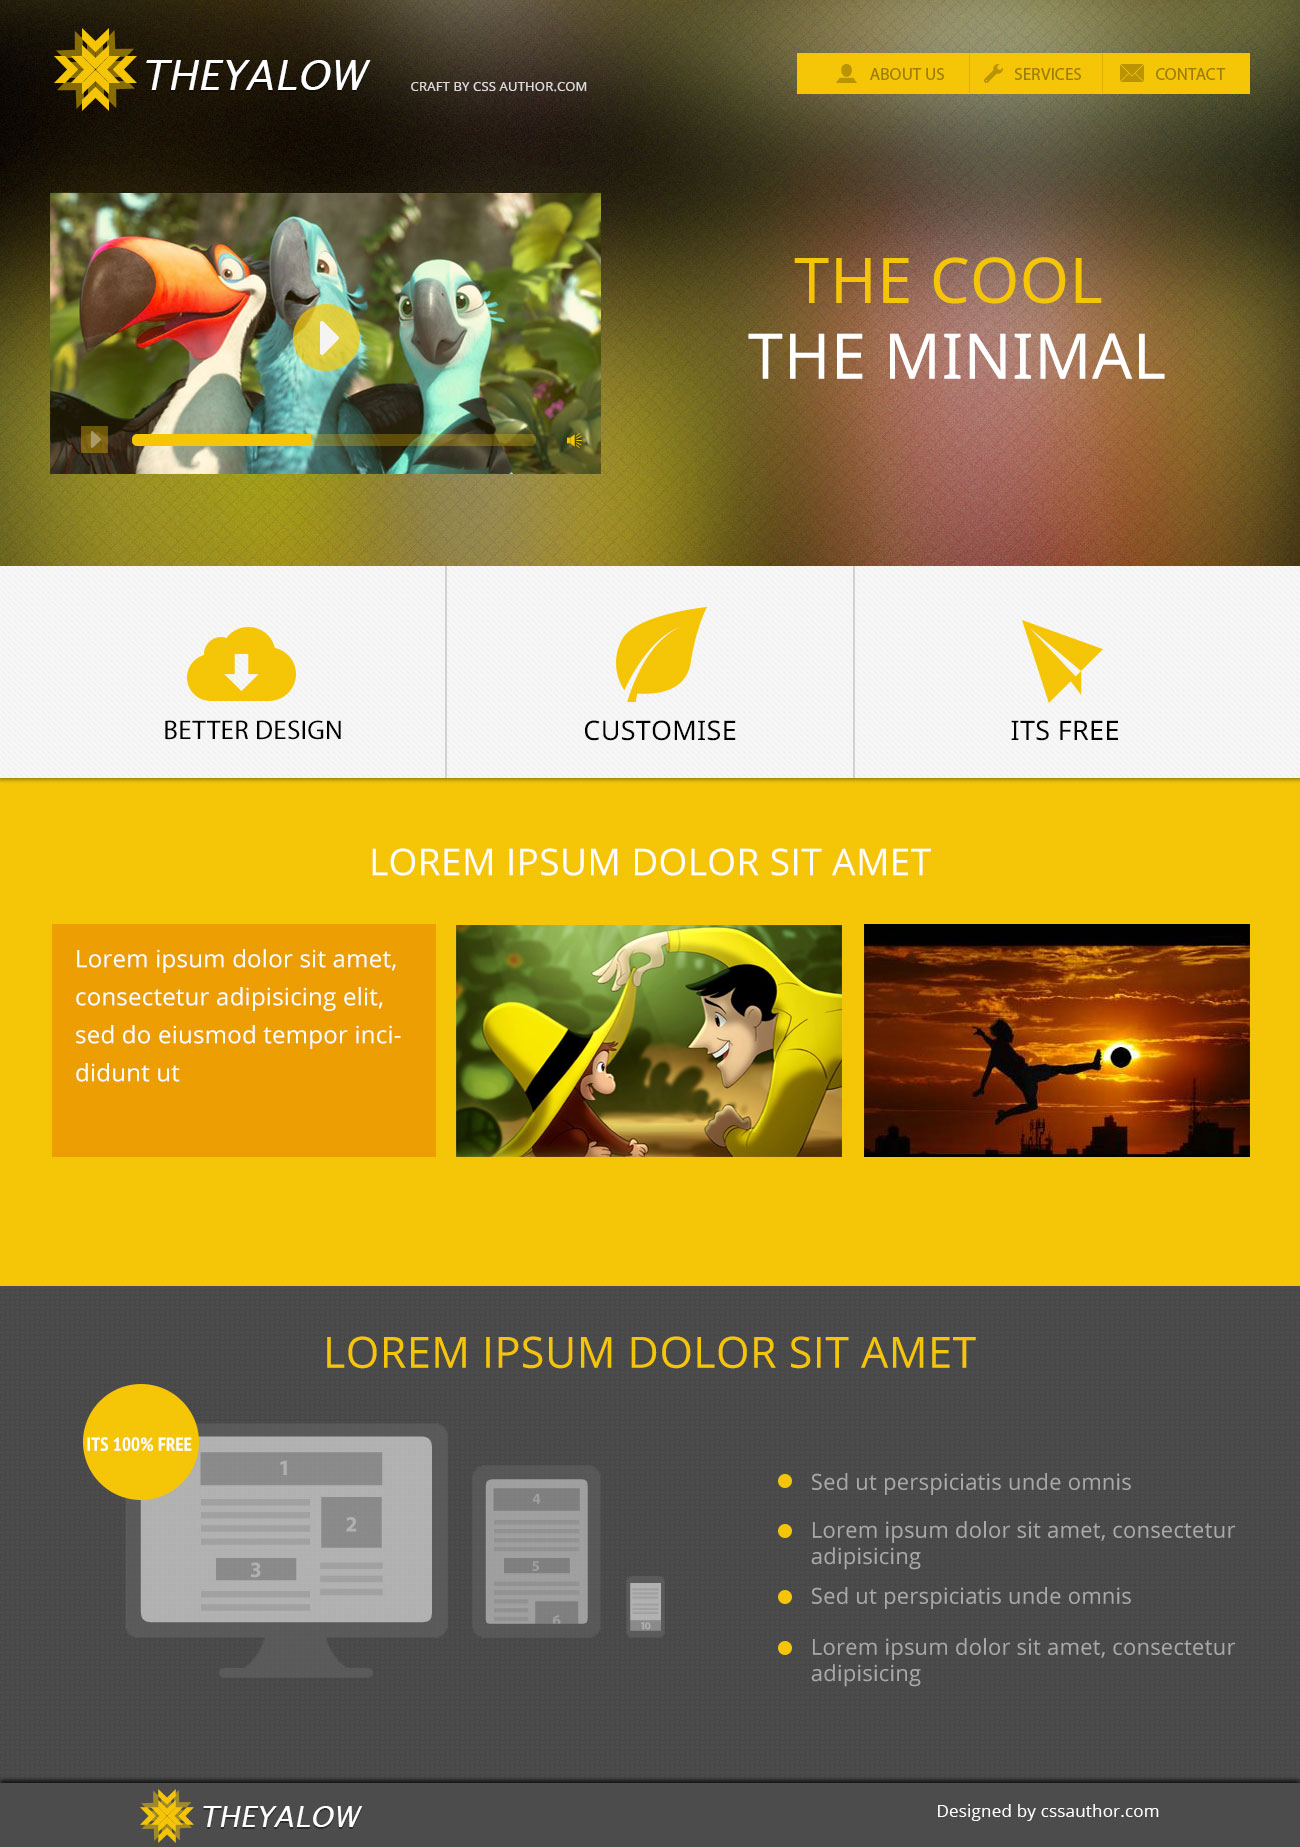 THEYALOW
CRAFT BY CSS AUTHOR.COM
ABOUT US
SERVICES
CONTACT
THE COOL
THE MINIMAL
BETTER DESIGN
CUSTOMISE
ITS FREE
LOREM IPSUM DOLOR SIT AMET
Lorem ipsum dolor sit amet,
consectetur adipisicing elit,
sed do eiusmod tempor inci-
didunt ut
LOREM IPSUM DOLOR SIT AMET
ITS 100% FREE
1
2
3
4
5
6
10
Sed ut perspiciatis unde omnis
Lorem ipsum dolor sit amet, consectetur
adipisicing
Sed ut perspiciatis unde omnis
Lorem ipsum dolor sit amet, consectetur
adipisicing
THEYALOW
Designed by cssauthor.com